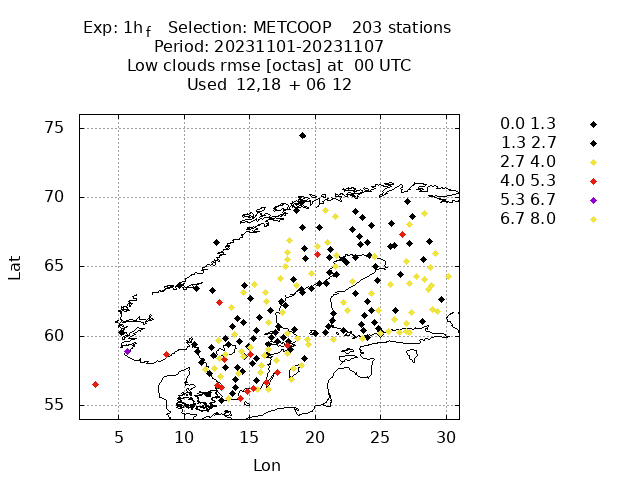 Exp: 1h_f   Selection: METCOOP    203 stations
Period: 20231101-20231107
Low clouds rmse [octas] at  00 UTC
Used  12,18 + 06 12
0.0 1.3
1.3 2.7
2.7 4.0
4.0 5.3
5.3 6.7
6.7 8.0
75
70
65
60
55
Lat
5 10 15 20 25 30
Lon